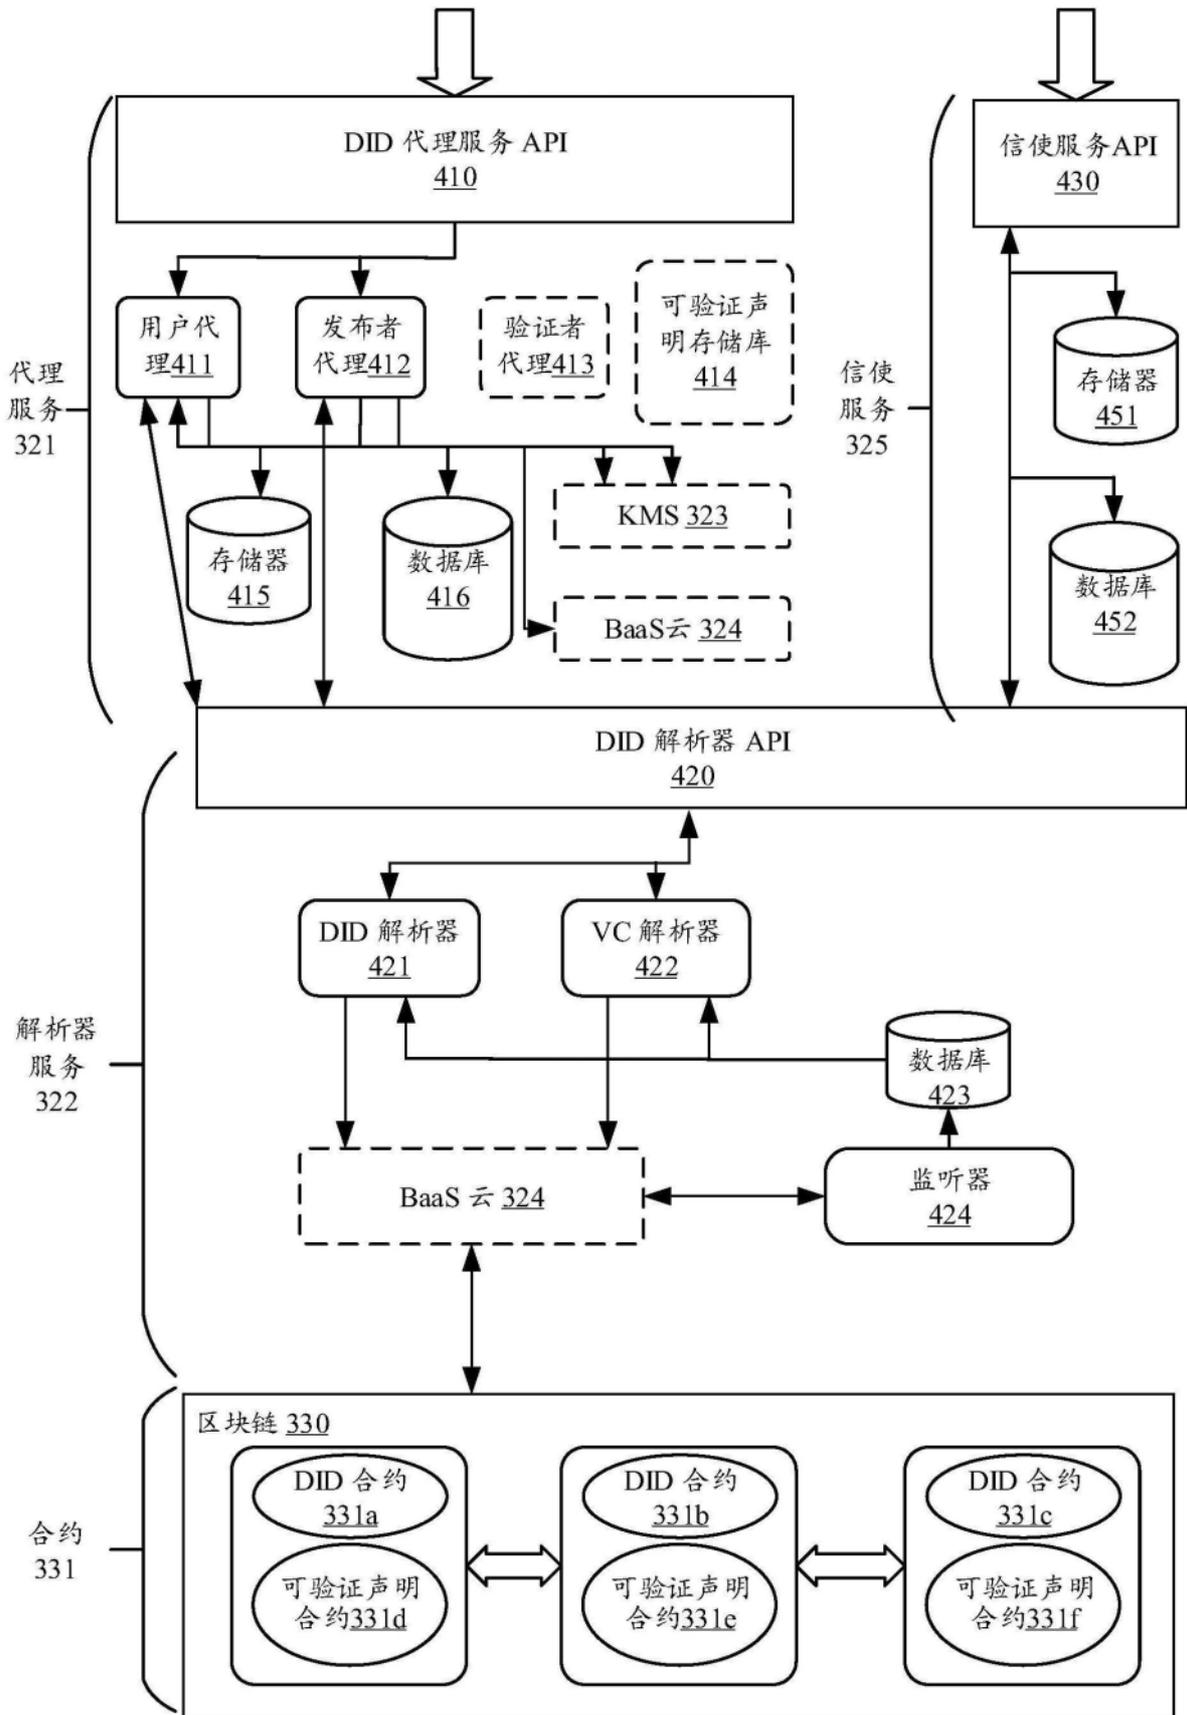 DID 代理服务 API
410
信使服务API
430
用户代
理411
发布者
代理412
验证者
代理413
可验证声
明存储库
414
代理
服务
321
信使
服务
325
存储器
451
KMS 323
存储器
415
数据库
416
数据库
452
BaaS云 324
DID 解析器 API
420
DID 解析器
421
VC 解析器
422
解析器
服务
322
数据库
423
BaaS 云 324
监听器
424
区块链 330
DID 合约
331a
DID 合约
331b
DID 合约
331c
合约
331
可验证声明
合约331d
可验证声明
合约331e
可验证声明
合约331f